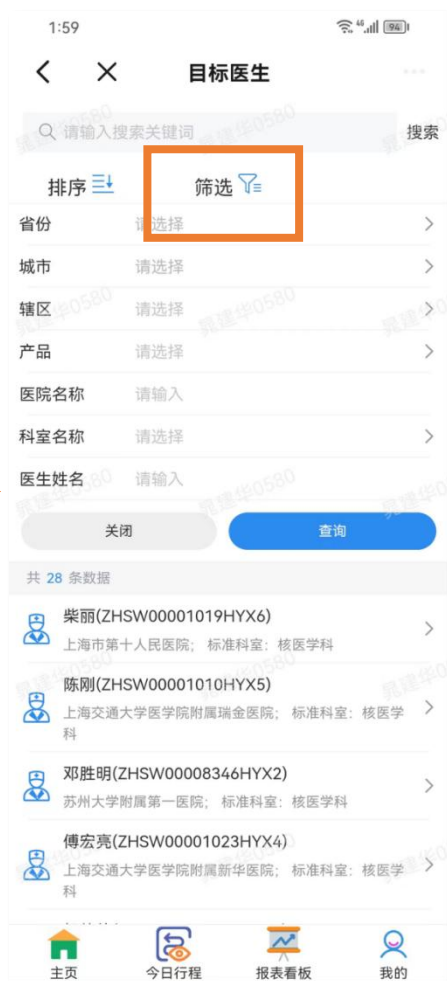 1:59
46
94
目标医生
请输入搜索关键词
搜索
排序
筛选
省份 请选择
城市 请选择
辖区 请选择
产品 请选择
医院名称 请输入
科室名称 请选择
医生姓名 请输入
关闭 查询
共 28 条数据
柴丽(ZHSW00001019HYX6)
上海市第十人民医院; 标准科室: 核医学科
陈刚(ZHSW00001010HYX5)
上海交通大学医学院附属瑞金医院; 标准科室: 核医学
科
邓胜明(ZHSW00008346HYX2)
苏州大学附属第一医院; 标准科室: 核医学科
傅宏亮(ZHSW00001023HYX4)
上海交通大学医学院附属新华医院; 标准科室: 核医学
科
主页 今日行程 报表看板 我的
晁建华0580